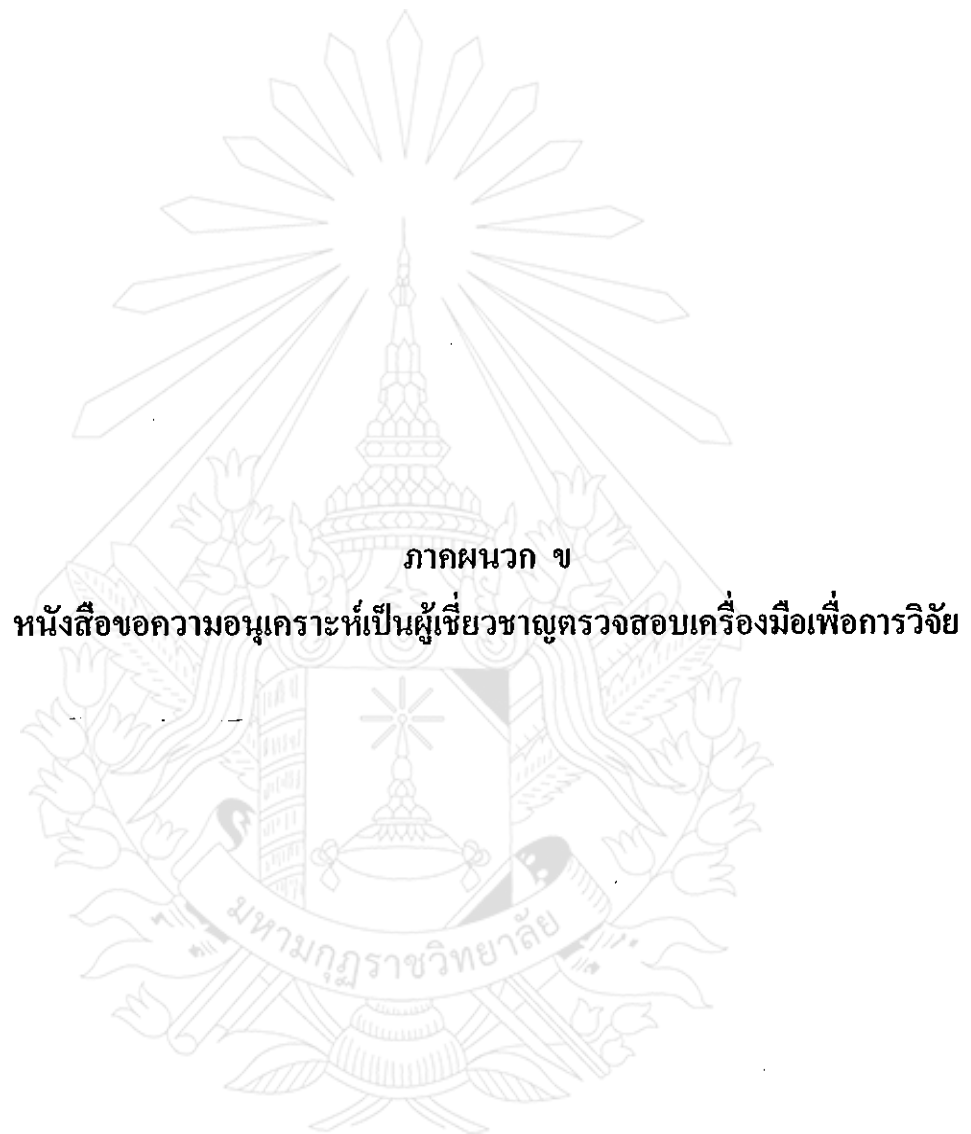 ภาคผนวก ข
หนังสือขอความอนุเคราะห์เป็นผู้เชี่ยวชาญตรวจสอบเครื่องมือเพื่อการวิจัย
มหามกุฏราชวิทยาลัย